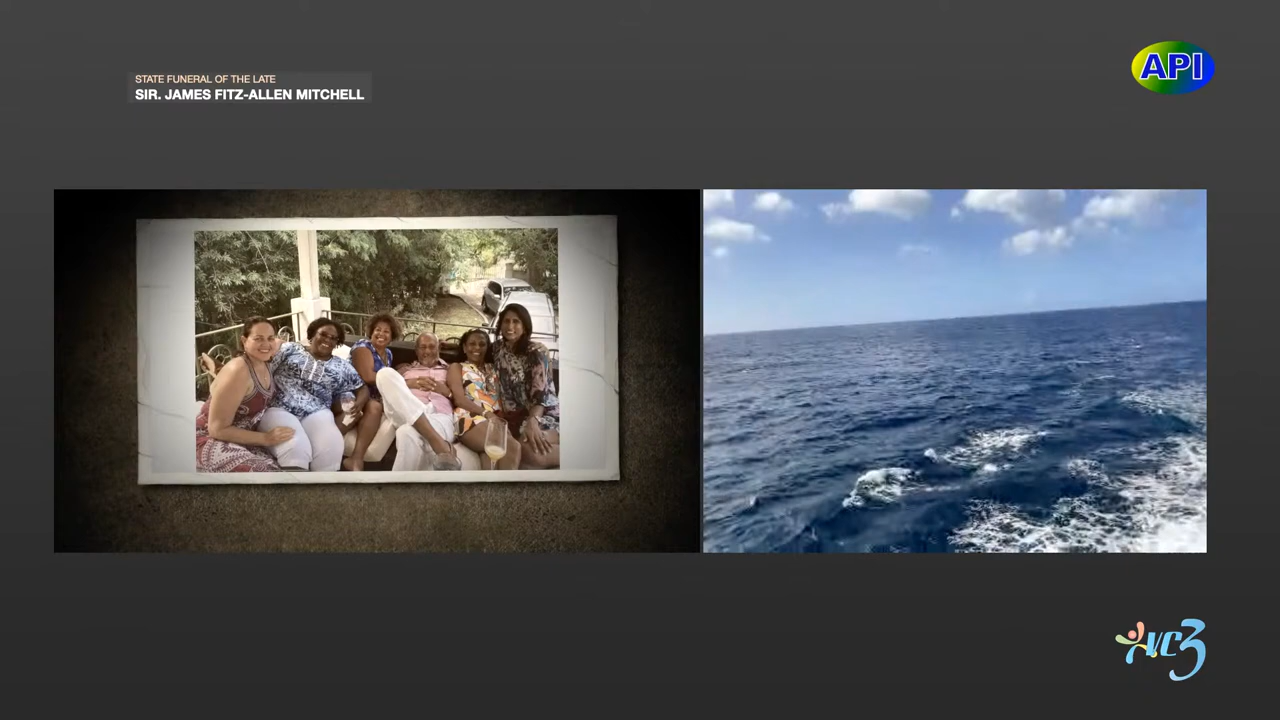 STATE FUNERAL OF THE LATE
SIR. JAMES FITZ-ALLEN MITCHELL
API
VC3